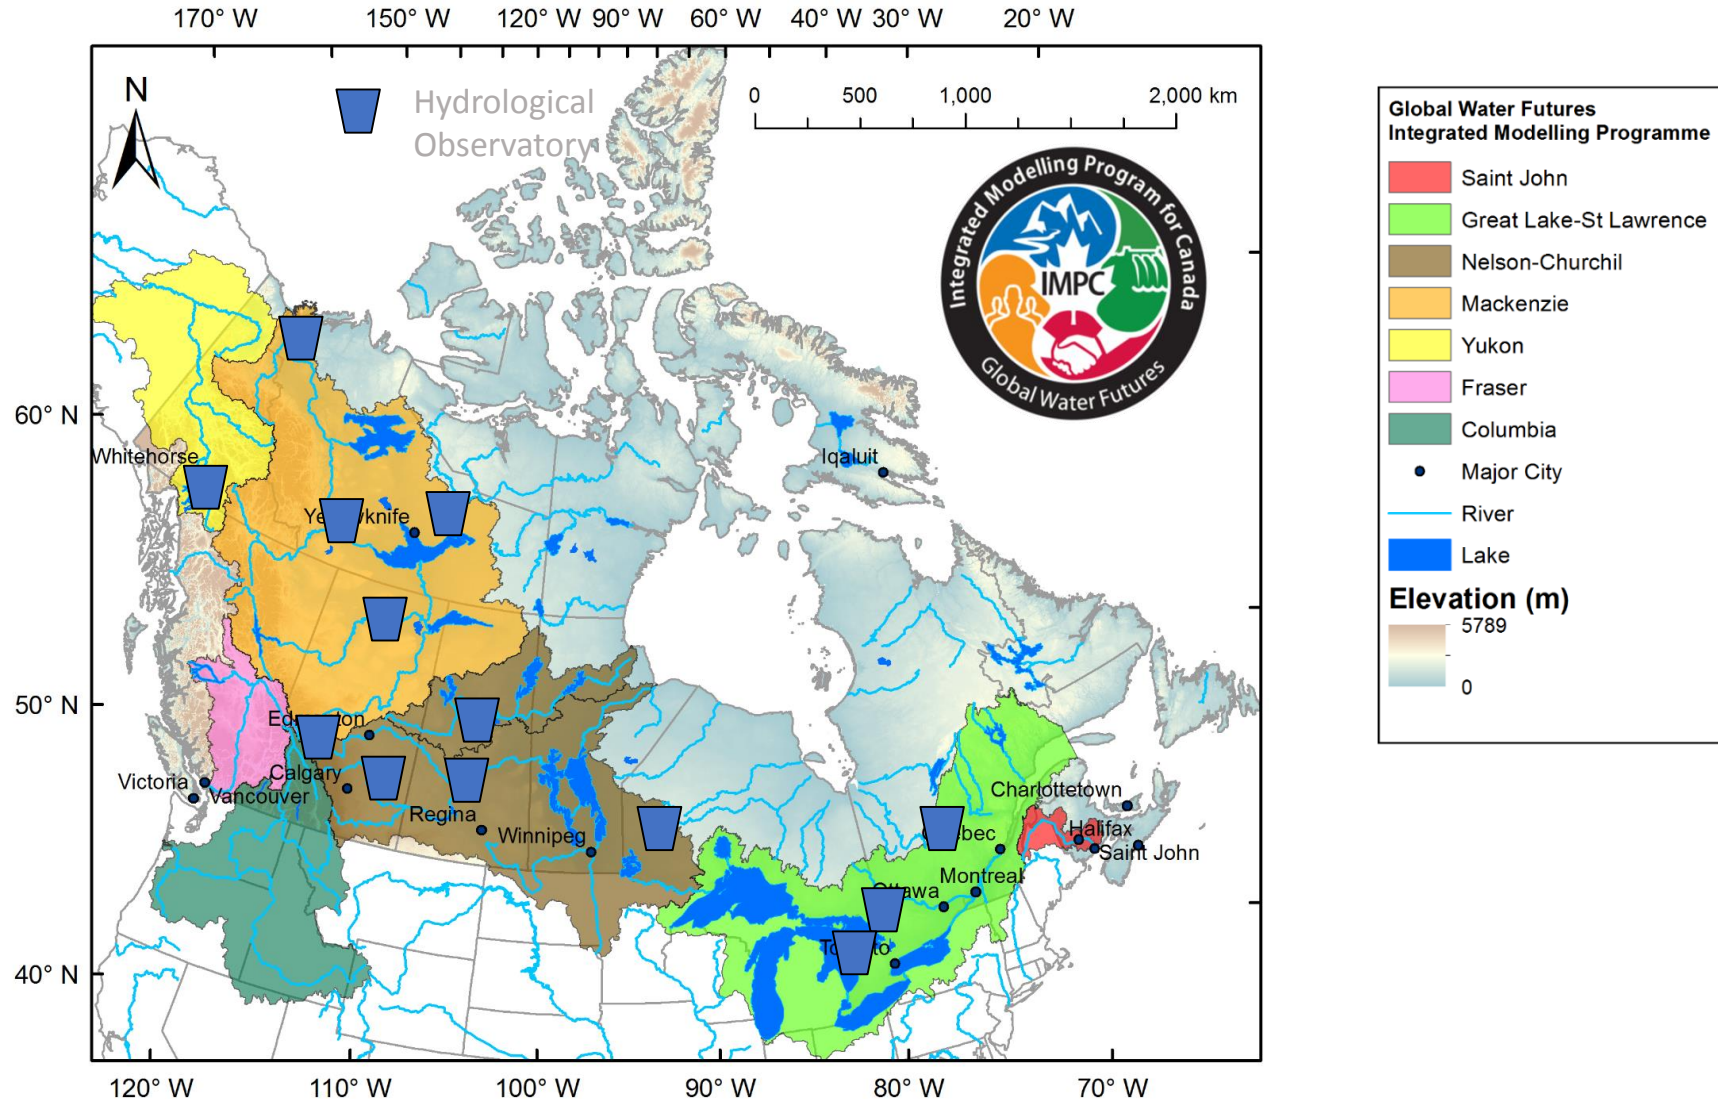 170° W 150° W 120° W 90° W 60° W 40° W 30° W 20° W
N
Hydrological
Observatory
0 500 1,000 2,000 km
Integrated Modelling Program for Canada
IMPC
Global Water Futures
60° N
50° N
40° N
Whitehorse
Iqaluit
Victoria
Vancouver
Calgary
Regina
Winnipeg
Charlottetown
Halifax
Saint John
Montreal
120° W 110° W 100° W 90° W 80° W 70° W
Global Water Futures
Integrated Modelling Programme
Saint John
Great Lake-St Lawrence
Nelson-Churchil
Mackenzie
Yukon
Fraser
Columbia
Major City
River
Lake
Elevation (m)
5789
0